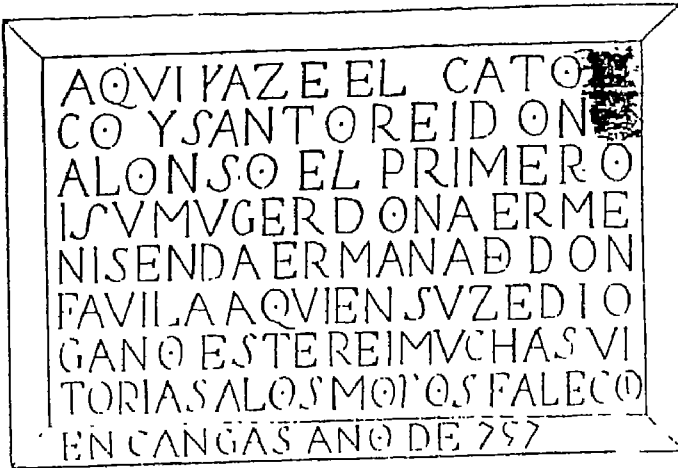 AQVI YAZE EL CATO
CO Y SANTO REI DON
ALONSO EL PRIMERO
I SV MVGER DONA ERME
NISENDA ERMANA DE DON
FAVILA A QVIEN SVZEDIO
GANO ESTE REI MVCHAS VI
TORIAS A LOS MOROS FALECIO
EN CANGAS ANO DE 757